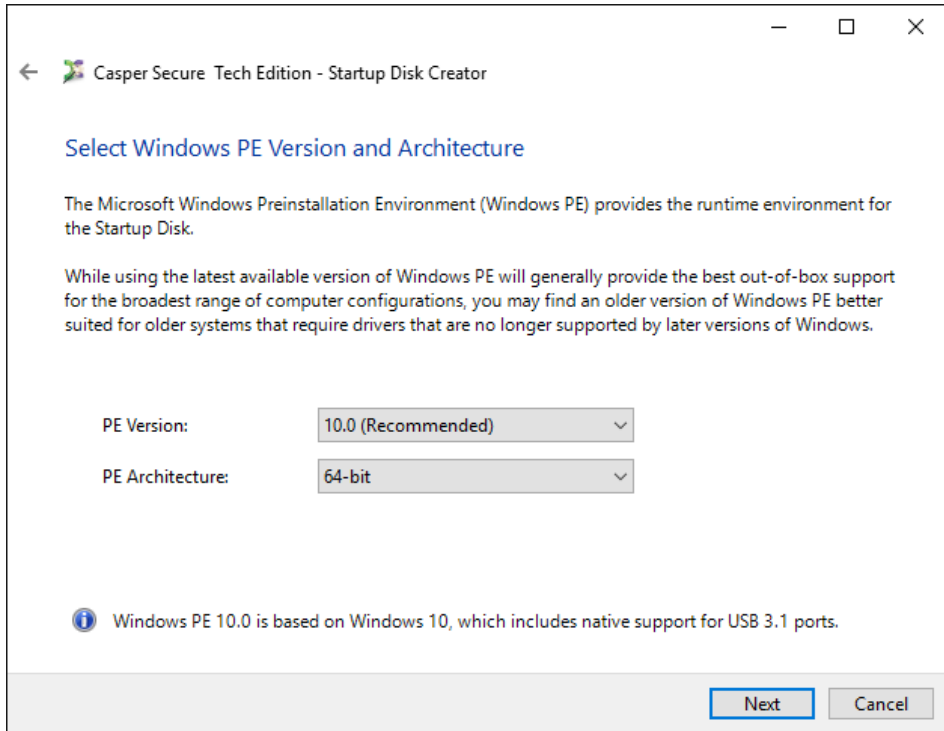 Casper Secure  Tech Edition - Startup Disk Creator
Select Windows PE Version and Architecture
The Microsoft Windows Preinstallation Environment (Windows PE) provides the runtime environment for
the Startup Disk.
While using the latest available version of Windows PE will generally provide the best out-of-box support
for the broadest range of computer configurations, you may find an older version of Windows PE better
suited for older systems that require drivers that are no longer supported by later versions of Windows.
PE Version: 10.0 (Recommended)
PE Architecture: 64-bit
Windows PE 10.0 is based on Windows 10, which includes native support for USB 3.1 ports.
Next Cancel